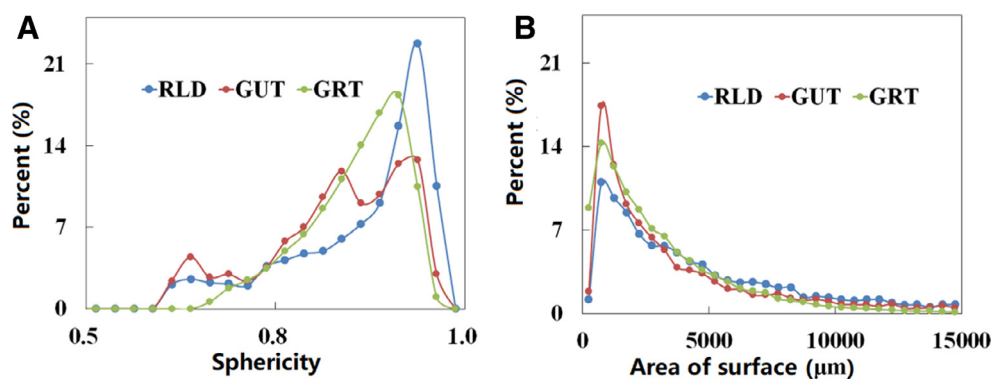 A
Percent (%)
21
14
7
0
RLD GUT GRT
0.5 0.8 1.0
Sphericity
B
Percent (%)
21
14
7
0
RLD GUT GRT
0 5000 10000 15000
Area of surface (μm)